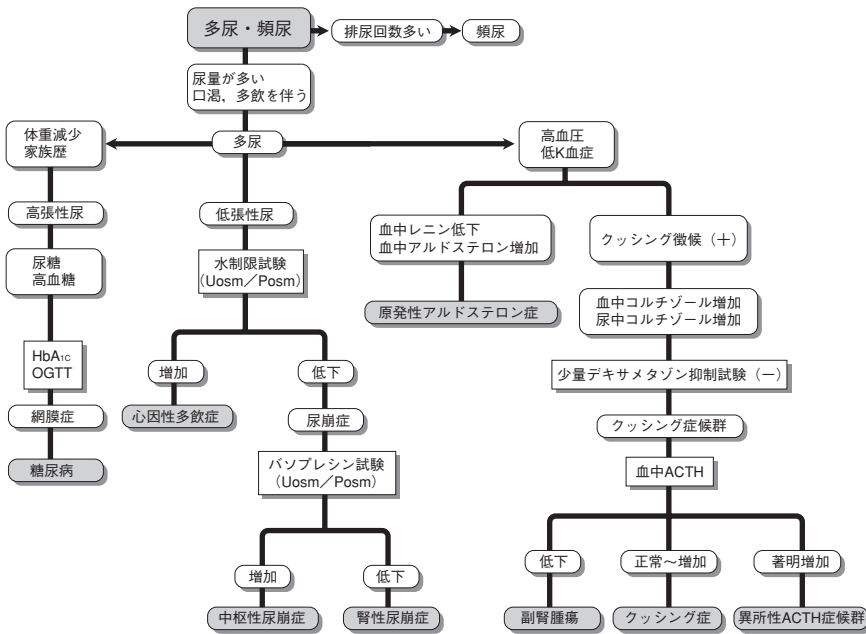 多尿・頻尿
排尿回数多い
頻尿
尿量が多い
口渇，多飲を伴う
体重減少
家族歴
多尿
高血圧
低K血症
高張性尿
低張性尿
血中レニン低下
血中アルドステロン増加
クッシング徴候（＋）
尿糖
高血糖
水制限試験
（Uosm／Posm）
原発性アルドステロン症
血中コルチゾール増加
尿中コルチゾール増加
HbA1C
OGTT
増加
低下
少量デキサメタゾン抑制試験（－）
網膜症
心因性多飲症
尿崩症
クッシング症候群
糖尿病
バソプレシン試験
（Uosm／Posm）
血中ACTH
増加
低下
低下
正常～増加
著明増加
中枢性尿崩症
腎性尿崩症
副腎腫瘍
クッシング症
異所性ACTH症候群